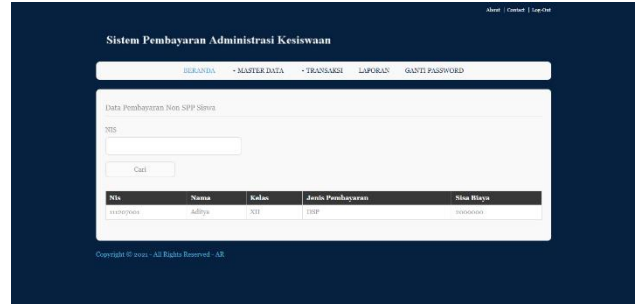 About | Contact | Log-Out
Sistem Pembayaran Administrasi Kesiswaan
BERANDA + MASTER DATA + TRANSAKSI LAPORAN GANTI PASSWORD
Data Pembayaran Non SPP Siswa
NIS
Cari
Nis Nama Kelas Jenis Pembayaran Sisa Biaya
Aditya XII DSP
Copyright © 2021 - All Rights Reserved - AR